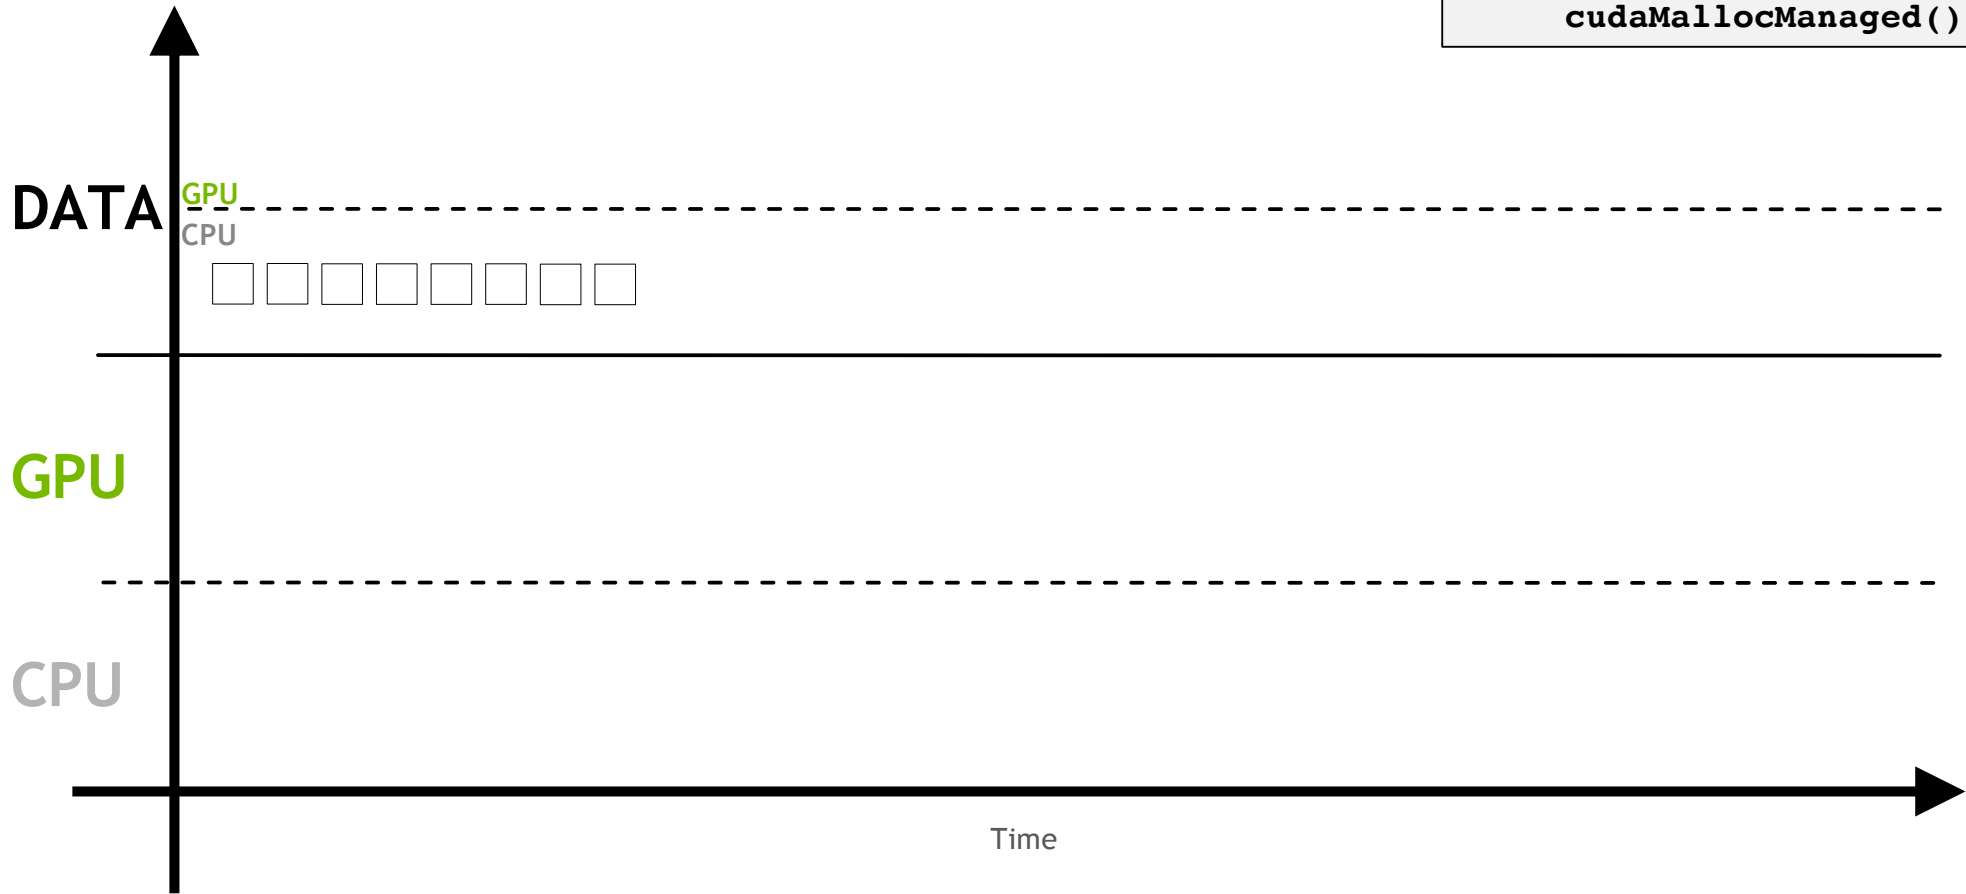 cudaMallocManaged()
DATA
GPU
CPU
GPU
CPU
Time